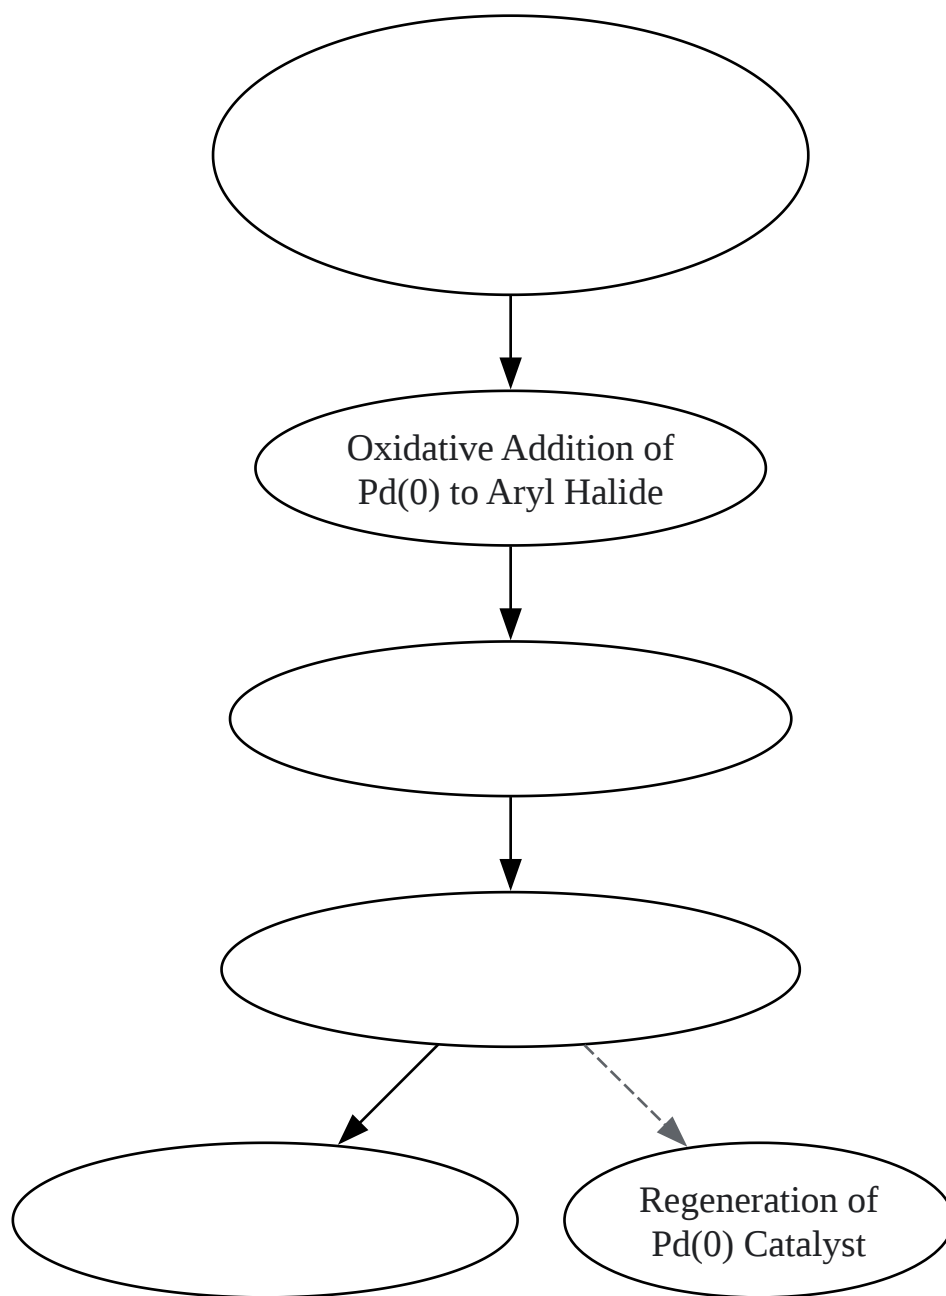 Oxidative Addition of
Pd(0) to Aryl Halide
Regeneration of
Pd(0) Catalyst